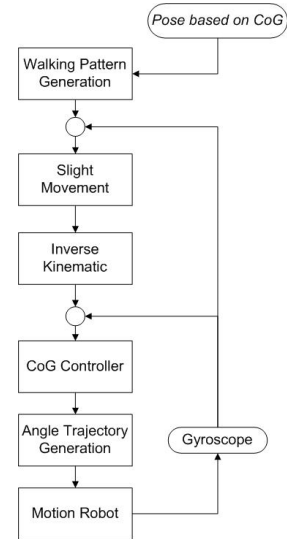 Pose based on CoG
Walking Pattern
Generation
Slight
Movement
Inverse
Kinematic
CoG Controller
Angle Trajectory
Generation
Gyroscope
Motion Robot